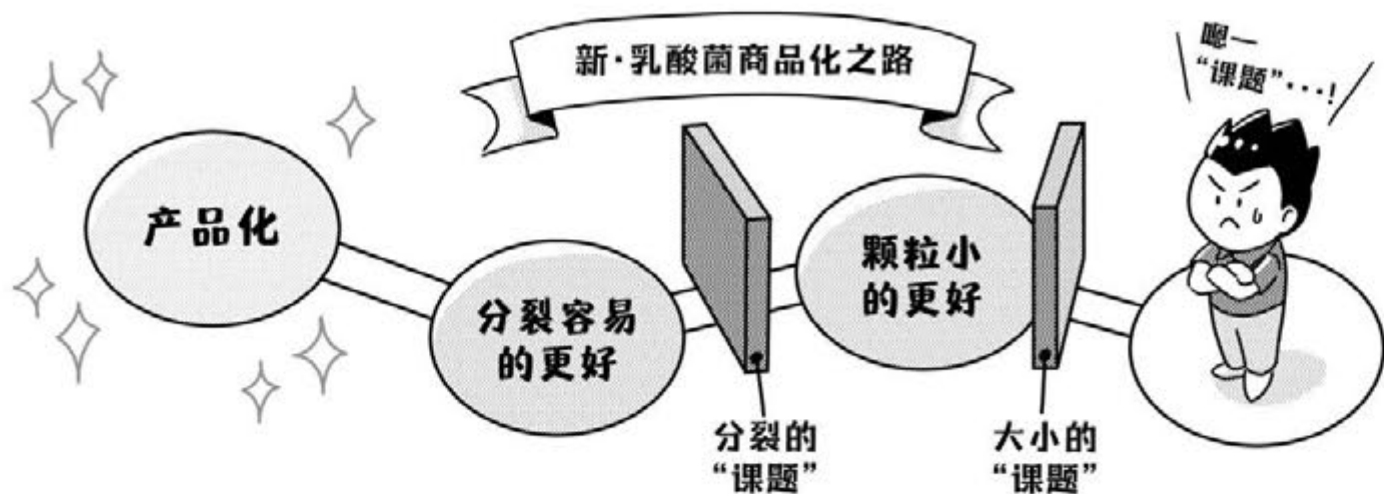 新·乳酸菌商品化之路
嗯—
“课题”···!
产品化
分裂容易
的更好
颗粒小
的更好
分裂的
“课题”
大小的
“课题”